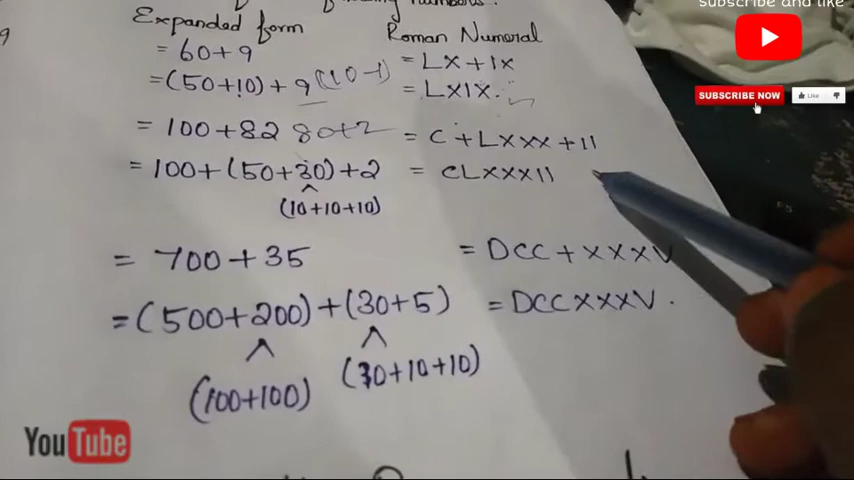 Expanded form Roman Numeral
= 60+9 = LX+IX
=(50+10)+9(10-1) = LXIX.
= 100+82 80+2 = C+LXXX+II
= 100+(50+30)+2 = CLXXXII
(10+10+10)
= 700+35 = DCC+XXXV
=(500+200)+(30+5) = DCCXXXV.
(100+100) (10+10+10)
Subscribe and like
SUBSCRIBE NOW Like
YouTube